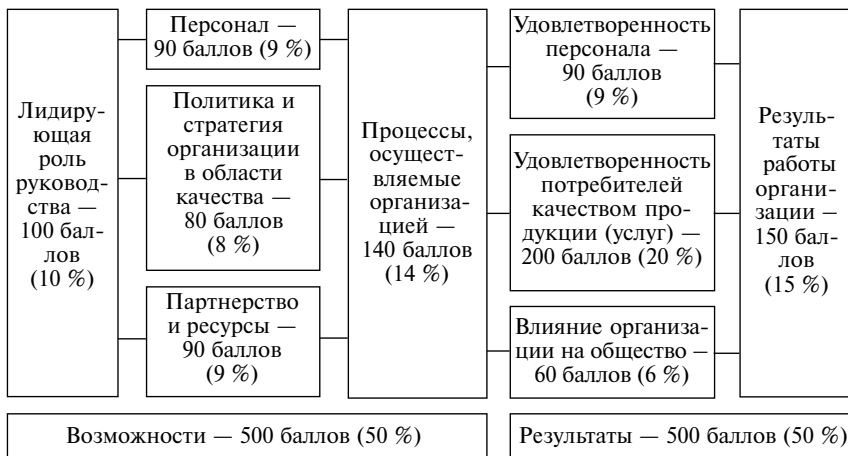 Лидиру-
ющая
роль
руковод-
ства —
100 бал-
лов
(10 %)
Персонал —
90 баллов (9 %)
Политика и
стратегия
организации
в области
качества —
80 баллов
(8 %)
Партнерство
и ресурсы —
90 баллов
(9 %)
Процессы,
осущест-
вляемые
организа-
цией —
140 баллов
(14 %)
Удовлетворенность
персонала —
90 баллов
(9 %)
Удовлетворенность
потребителей
качеством про-
дукции (услуг) —
200 баллов (20 %)
Влияние организа-
ции на общество —
60 баллов (6 %)
Резуль-
таты
работы
органи-
зации —
150 бал-
лов
(15 %)
Возможности — 500 баллов (50 %)
Результаты — 500 баллов (50 %)